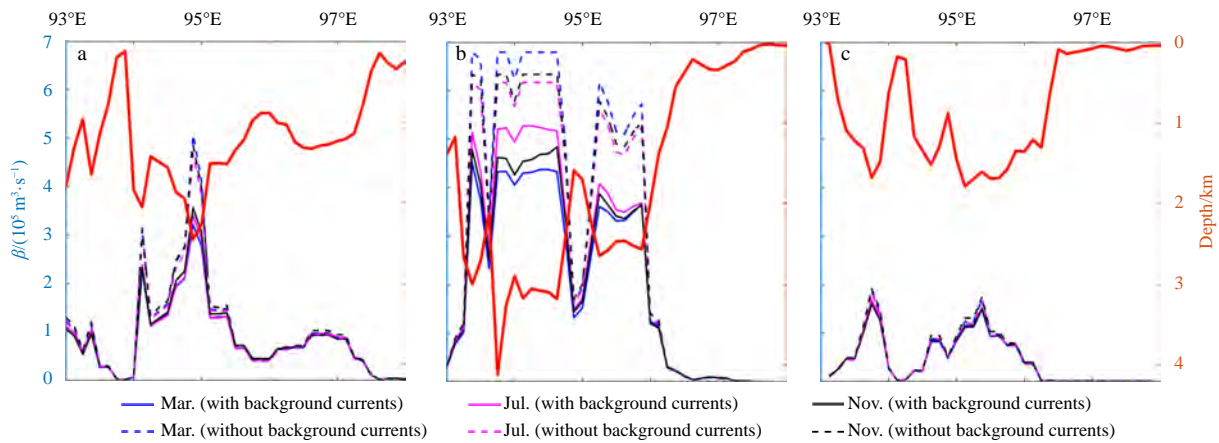 93°E 95°E 97°E 93°E 95°E 97°E 93°E 95°E 97°E
7 a b c 0
6
5 1
4
β/(10⁵ m³·s⁻¹) 2 Depth/km
3
2 3
1
0 4
Mar. (with background currents) Jul. (with background currents) Nov. (with background currents)
Mar. (without background currents) Jul. (without background currents) Nov. (without background currents)